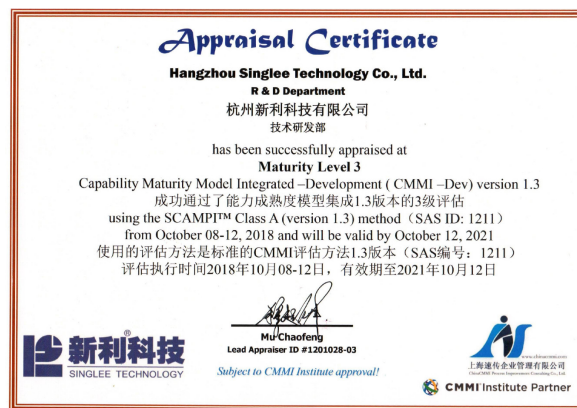 Appraisal Certificate
Hangzhou Singlee Technology Co., Ltd.
R & D Department
杭州新利科技有限公司
技术研发部
has been successfully appraised at
Maturity Level 3
Capability Maturity Model Integrated –Development ( CMMI –Dev) version 1.3
成功通过了能力成熟度模型集成1.3版本的3级评估
using the SCAMPI™ Class A (version 1.3) method（SAS ID: 1211）
from October 08-12, 2018 and will be valid by October 12, 2021
使用的评估方法是标准的CMMI评估方法1.3版本（SAS编号：1211）
评估执行时间2018年10月08-12日，有效期至2021年10月12日
Mu Chaofeng
Lead Appraiser ID #1201028-03
Subject to CMMI Institute approval!
新利科技®
SINGLEE TECHNOLOGY
上海速传企业管理有限公司
CMMI Institute Partner